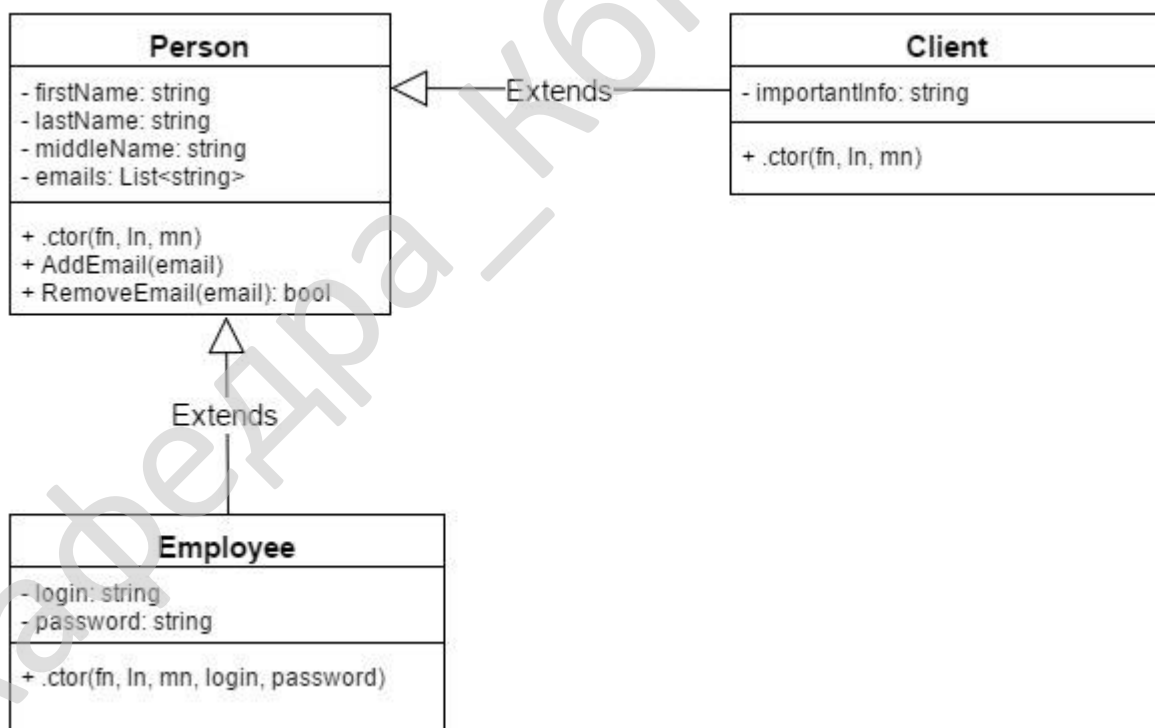 Person
- firstName: string
- lastName: string
- middleName: string
- emails: List<string>
+ .ctor(fn, ln, mn)
+ AddEmail(email)
+ RemoveEmail(email): bool
Extends
Client
- importantInfo: string
+ .ctor(fn, ln, mn)
Extends
Employee
- login: string
- password: string
+ .ctor(fn, ln, mn, login, password)